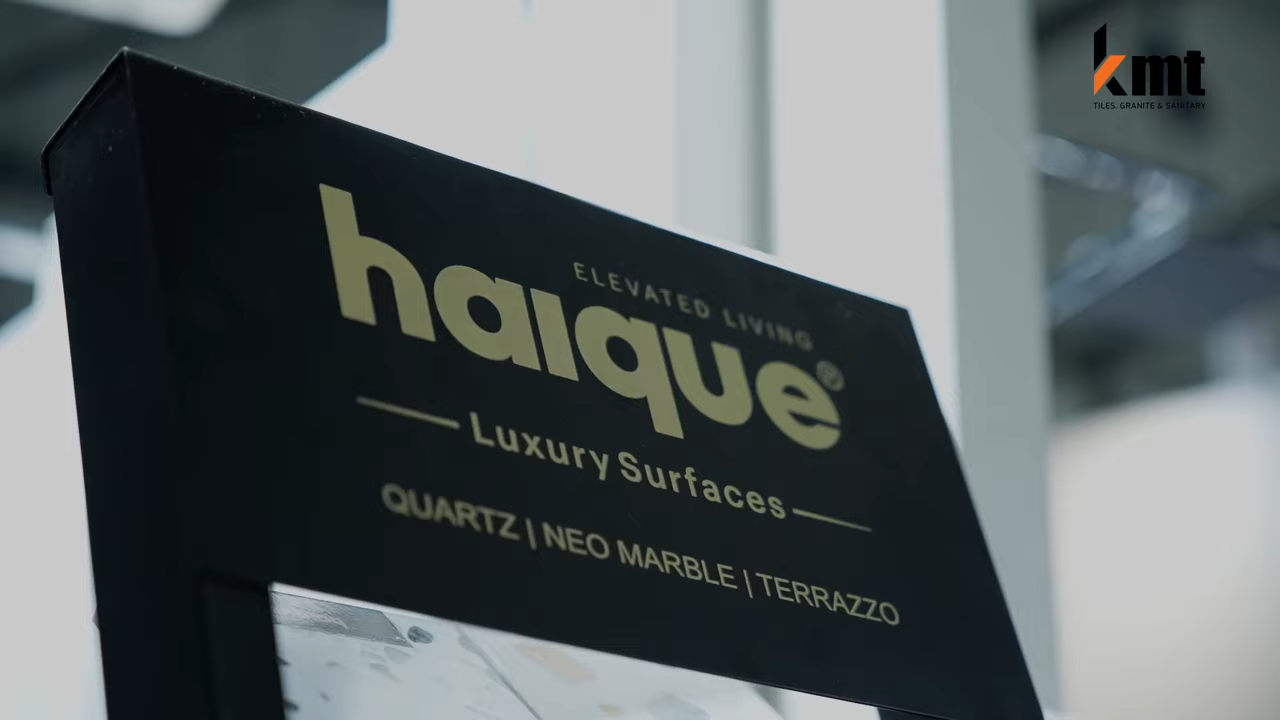 kmt
TILES, GRANITE & SANITARY
ELEVATED LIVING
haique®
Luxury Surfaces
QUARTZ | NEO MARBLE | TERRAZZO